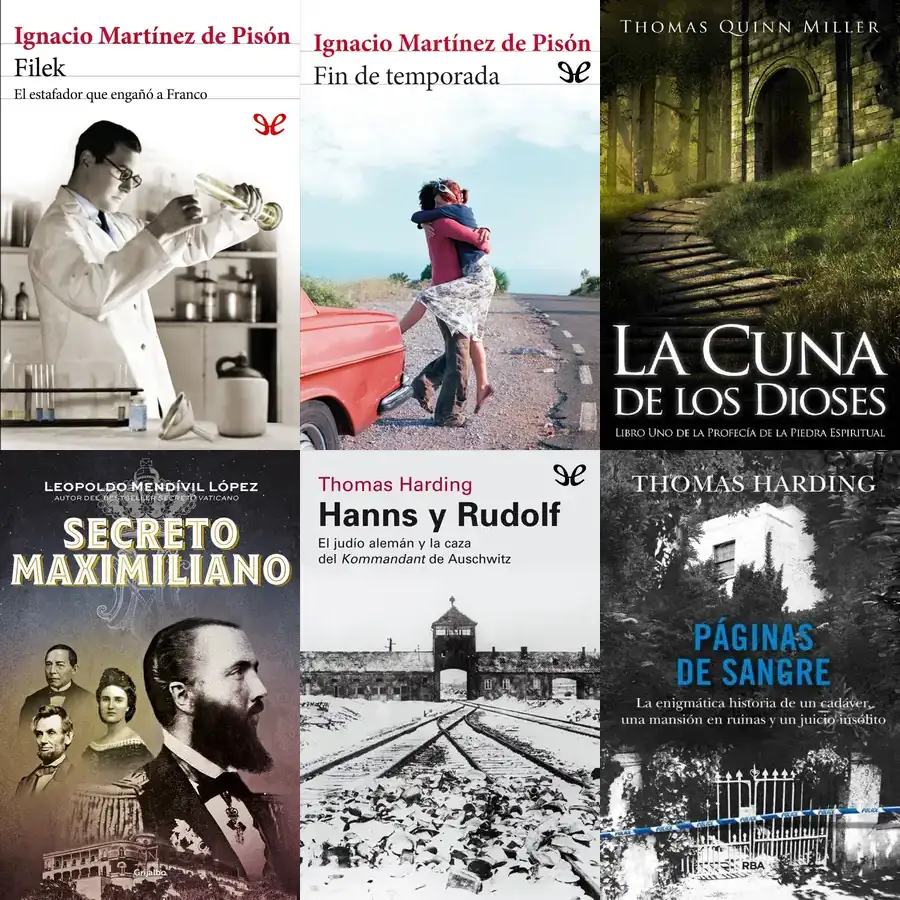 Ignacio Martínez de Pisón
Filek
El estafador que engañó a Franco
Ignacio Martínez de Pisón
Fin de temporada
THOMAS QUINN MILLER
LA CUNA
DE LOS DIOSES
LIBRO UNO DE LA PROFECÍA DE LA PIEDRA ESPIRITUAL
LEOPOLDO MENDÍVIL LÓPEZ
AUTOR DEL BESTSELLER SECRETO VATICANO
SECRETO
MAXIMILIANO
Grijalbo
Thomas Harding
Hanns y Rudolf
El judío alemán y la caza
del Kommandant de Auschwitz
THOMAS HARDING
PÁGINAS
DE SANGRE
La enigmática historia de un cadáver,
una mansión en ruinas y un juicio insólito
POLICE POLICE POLICE POLICE
RBA